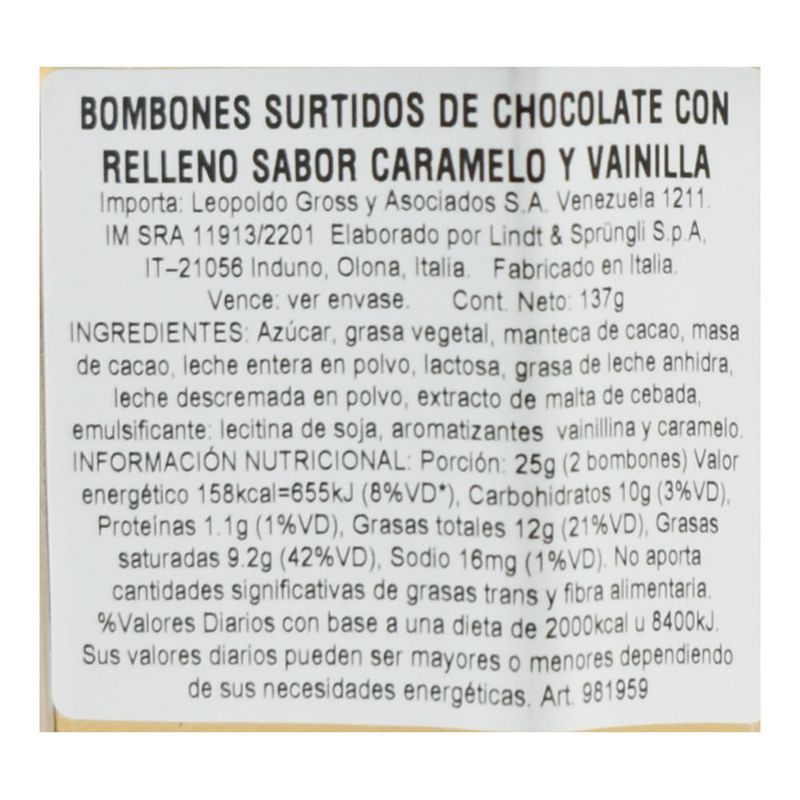 BOMBONES SURTIDOS DE CHOCOLATE CON
RELLENO SABOR CARAMELO Y VAINILLA
Importa: Leopoldo Gross y Asociados S.A. Venezuela 1211.
IM SRA 11913/2201 Elaborado por Lindt & Sprüngli S.p.A,
IT-21056 Induno, Olona, Italia. Fabricado en Italia.
Vence: ver envase. Cont. Neto: 137g
INGREDIENTES: Azúcar, grasa vegetal, manteca de cacao, masa
de cacao, leche entera en polvo, lactosa, grasa de leche anhidra,
leche descremada en polvo, extracto de malta de cebada,
emulsificante: lecitina de soja, aromatizantes vainillina y caramelo.
INFORMACIÓN NUTRICIONAL: Porción: 25g (2 bombones) Valor
energético 158kcal=655kJ (8%VD*), Carbohidratos 10g (3%VD),
Proteínas 1.1g (1%VD), Grasas totales 12g (21%VD), Grasas
saturadas 9.2g (42%VD), Sodio 16mg (1%VD). No aporta
cantidades significativas de grasas trans y fibra alimentaria.
%Valores Diarios con base a una dieta de 2000kcal u 8400kJ.
Sus valores diarios pueden ser mayores o menores dependiendo
de sus necesidades energéticas. Art. 981959